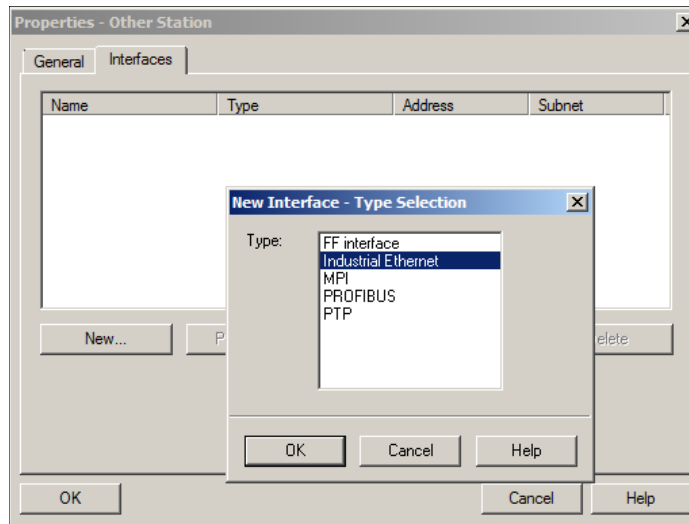 Properties - Other Station
General Interfaces
Name Type Address Subnet
New Interface - Type Selection
Type:
FF interface
Industrial Ethernet
MPI
PROFIBUS
PTP
New...
OK Cancel Help
OK Cancel Help